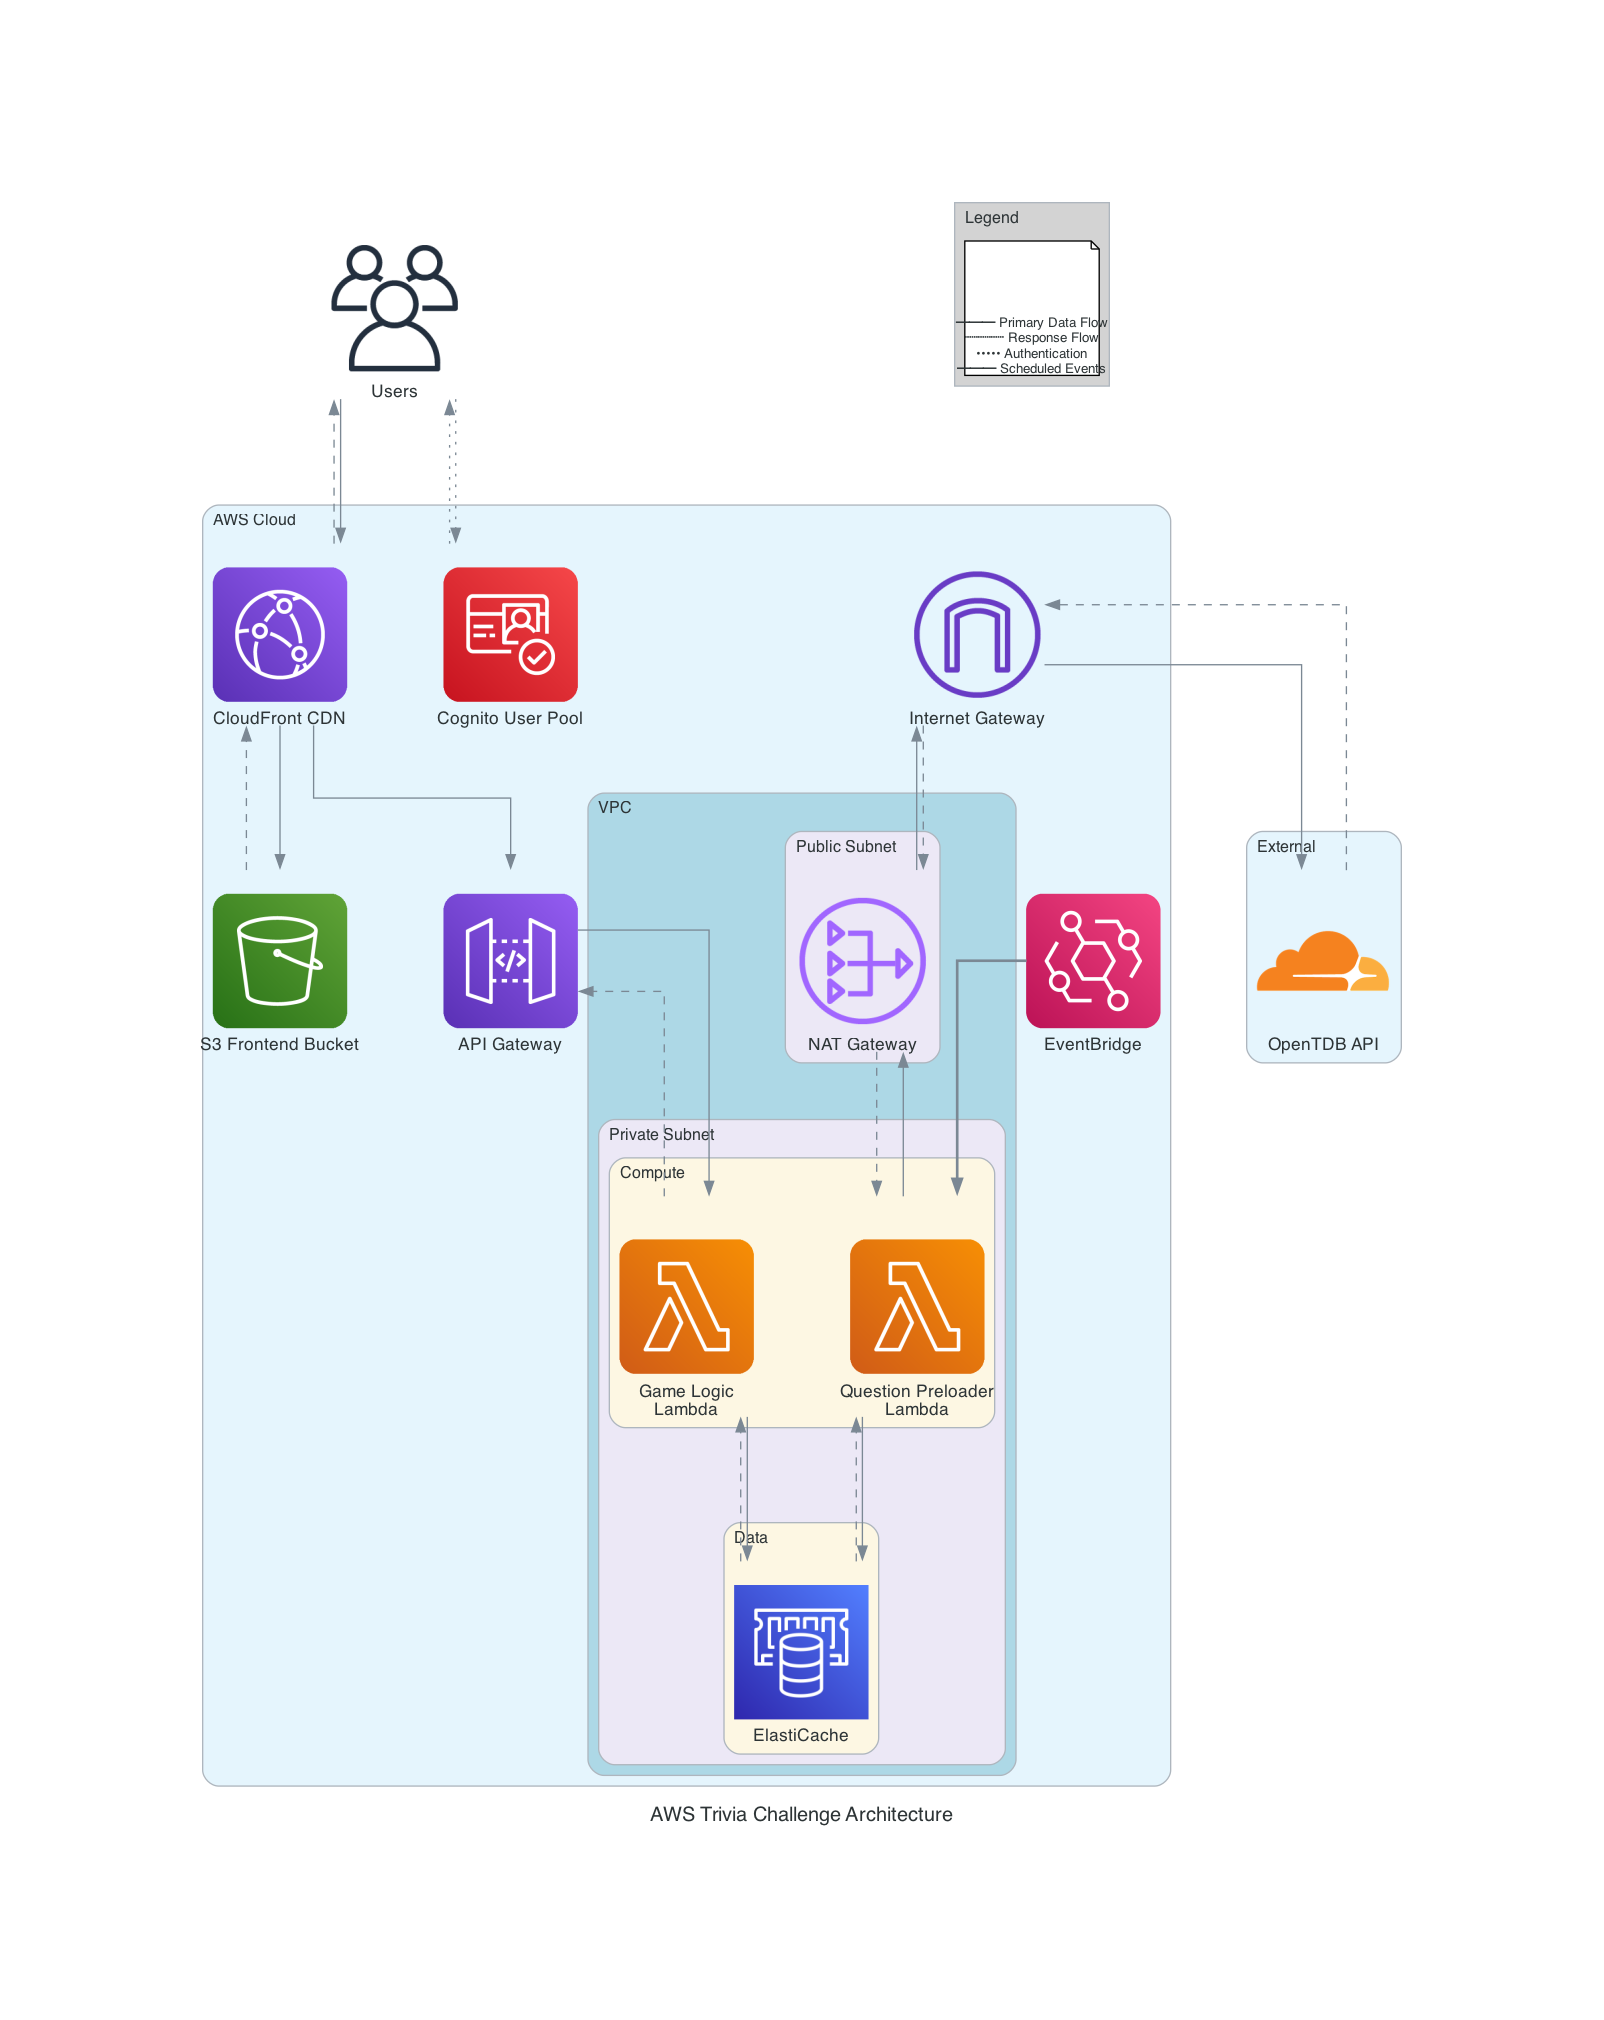 Legend
Primary Data Flow
Response Flow
Authentication
Scheduled Events
Users
AWS Cloud
CloudFront CDN
Cognito User Pool
Internet Gateway
VPC
Public Subnet
External
S3 Frontend Bucket
API Gateway
</>
NAT Gateway
EventBridge
OpenTDB API
Private Subnet
Compute
Game Logic
Lambda
Question Preloader
Lambda
Data
ElastiCache
AWS Trivia Challenge Architecture